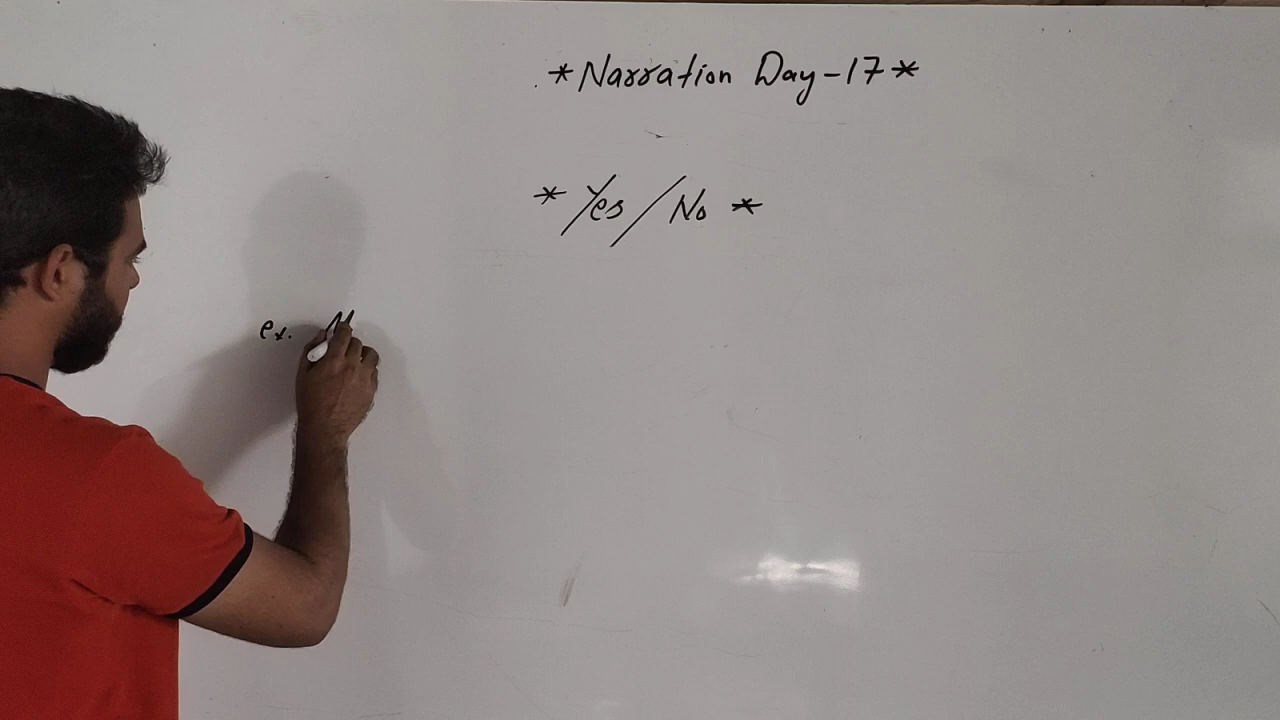 *Narration Day-17*
* Yes/No *
ex.